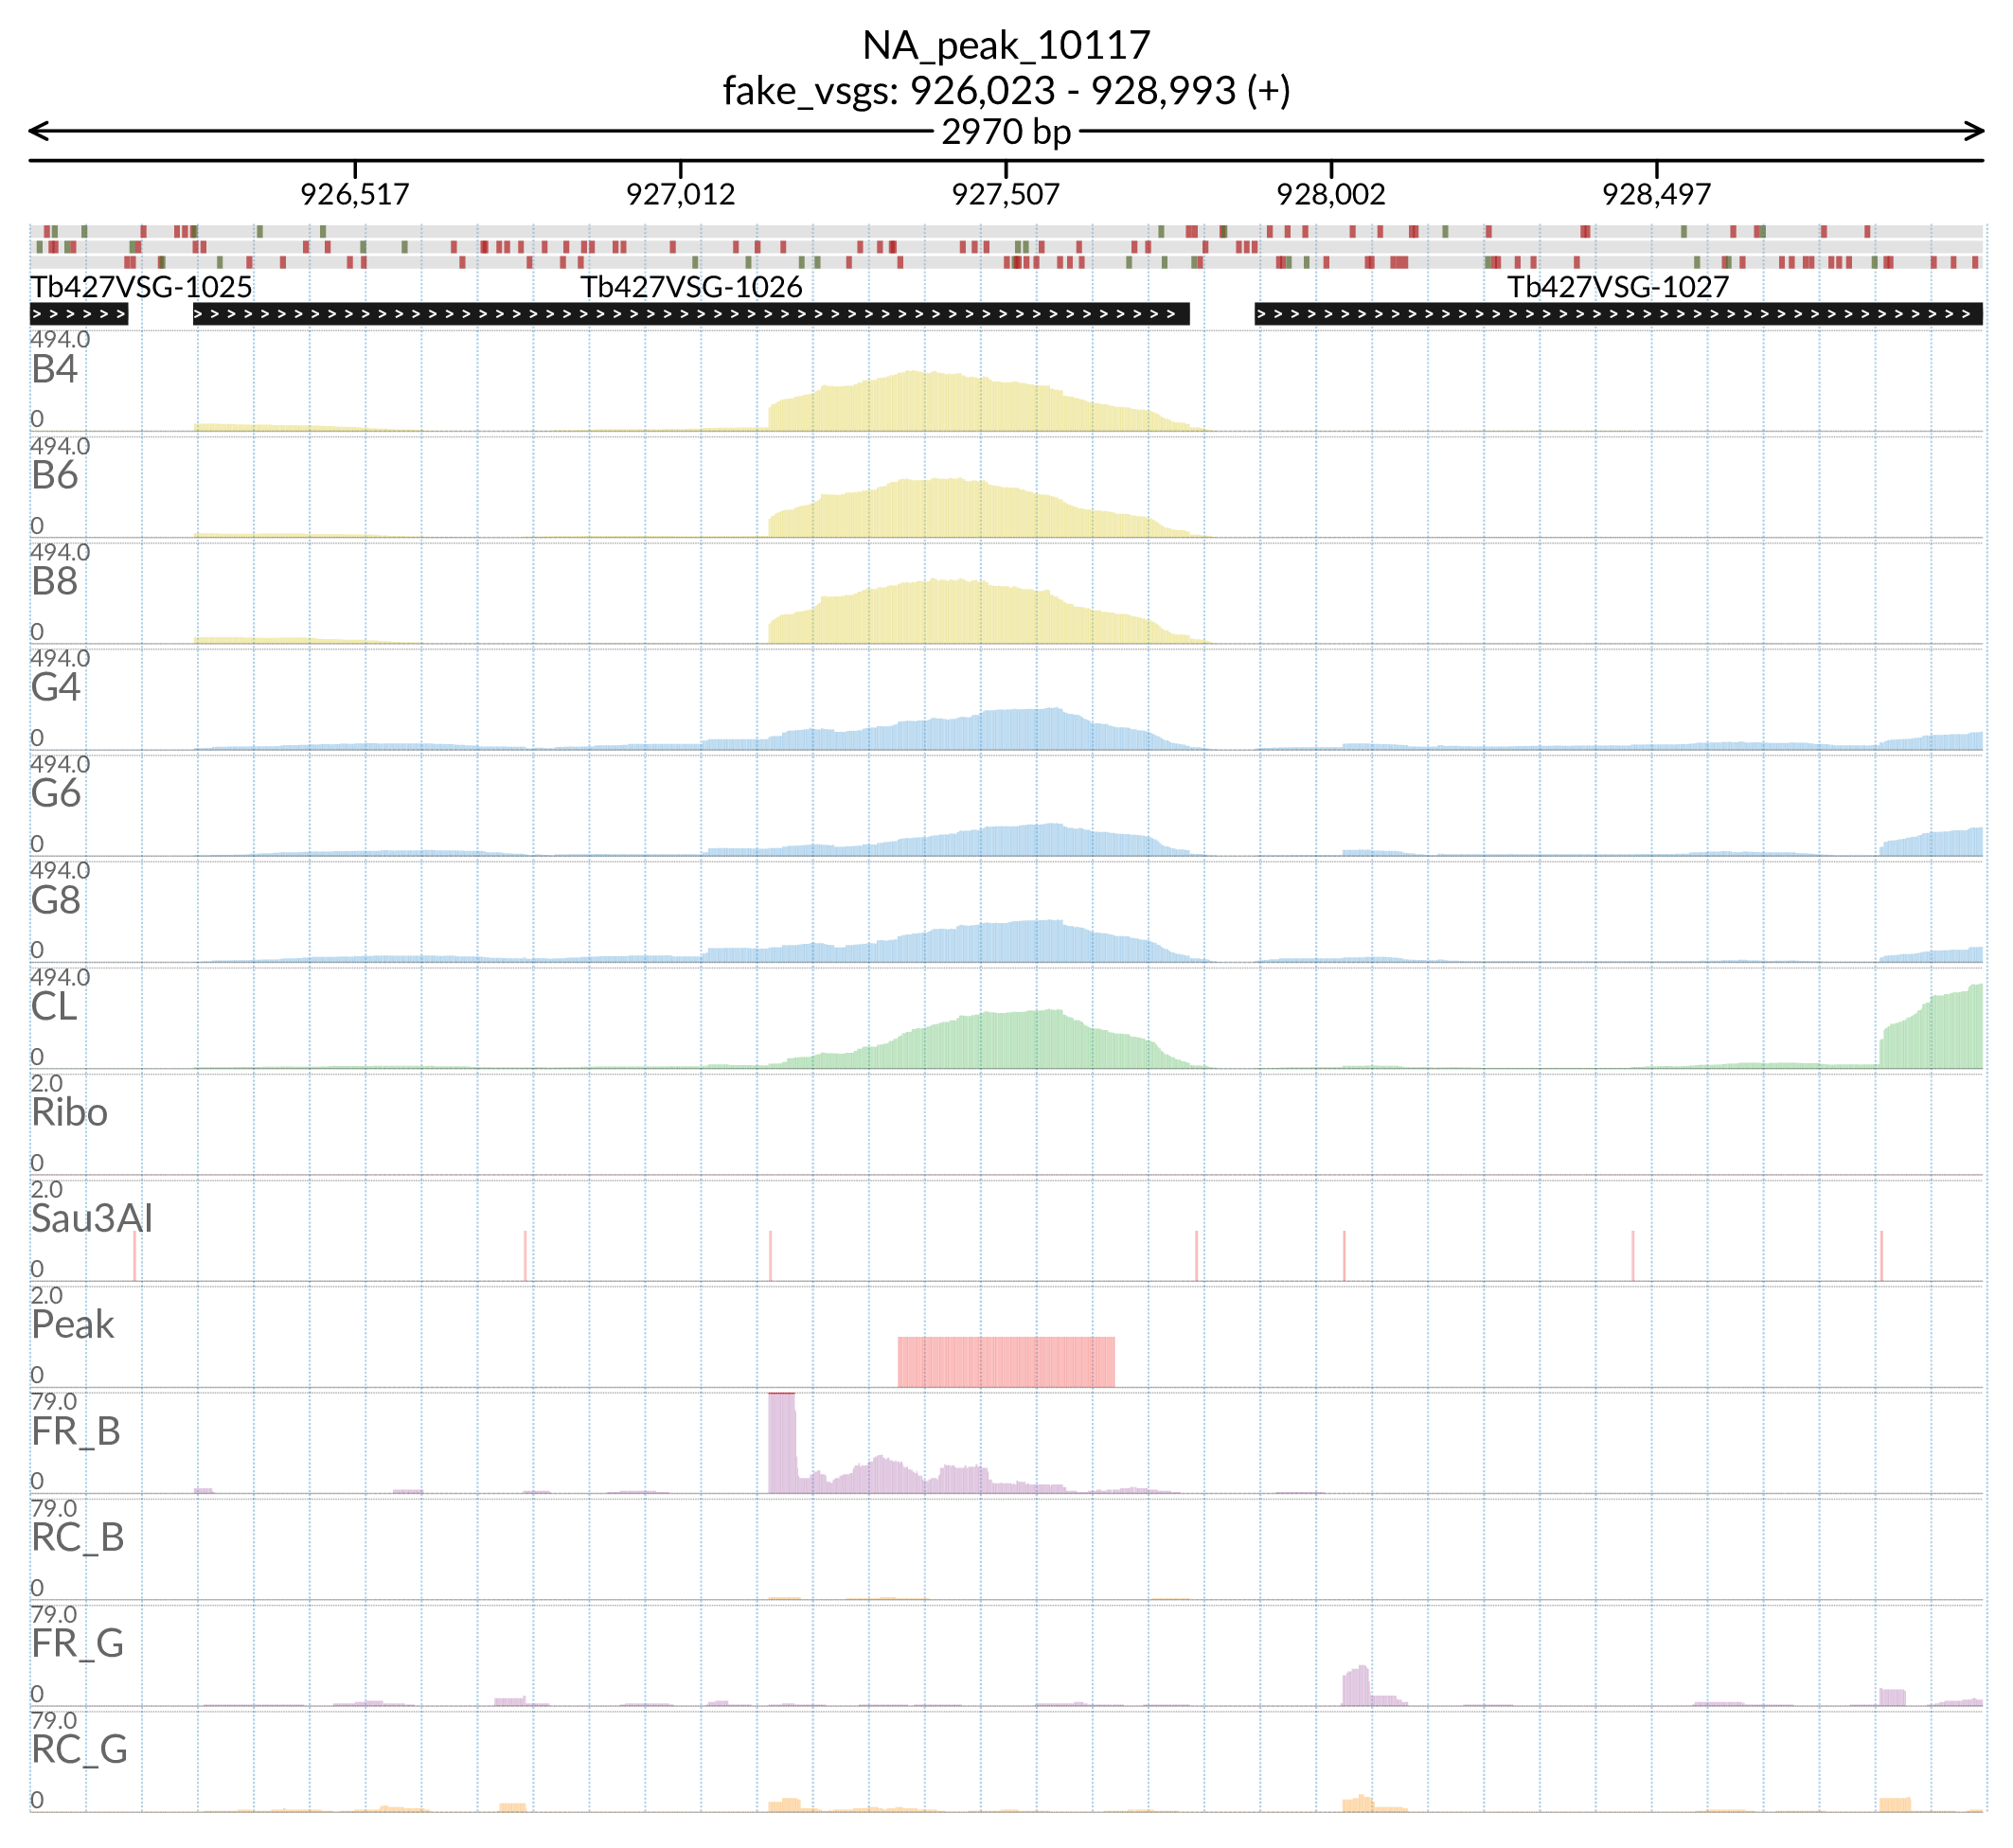 NA_peak_10117
fake_vsgs: 926,023 - 928,993 (+)
2970 bp
926,517 927,012 927,507 928,002 928,497
Tb427VSG-1025 Tb427VSG-1026 Tb427VSG-1027
494.0
B4
0
494.0
B6
0
494.0
B8
0
494.0
G4
0
494.0
G6
0
494.0
G8
0
494.0
CL
0
2.0
Ribo
0
2.0
Sau3AI
0
2.0
Peak
0
79.0
FR_B
0
79.0
RC_B
0
79.0
FR_G
0
79.0
RC_G
0